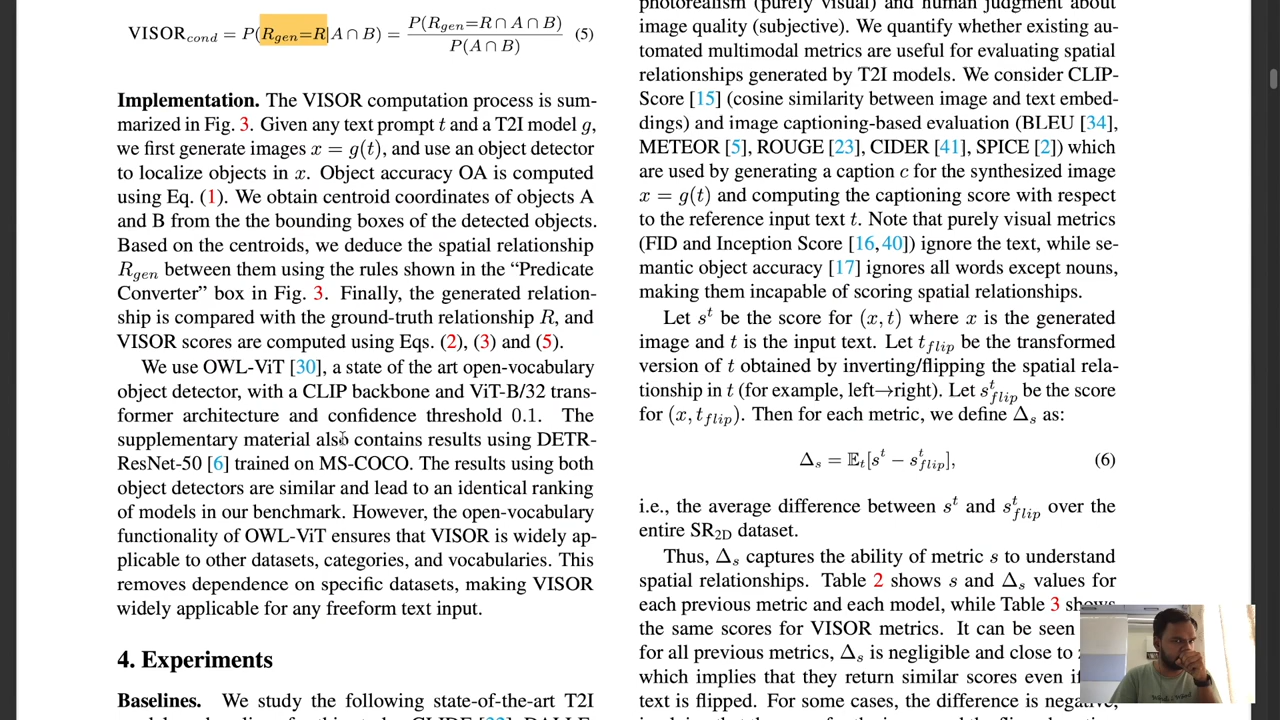 VISOR_cond = P(R_gen=R|A∩B) = P(R_gen=R∩A∩B) / P(A∩B) (5)
Implementation. The VISOR computation process is sum-
marized in Fig. 3. Given any text prompt t and a T2I model g,
we first generate images x = g(t), and use an object detector
to localize objects in x. Object accuracy OA is computed
using Eq. (1). We obtain centroid coordinates of objects A
and B from the the bounding boxes of the detected objects.
Based on the centroids, we deduce the spatial relationship
R_gen between them using the rules shown in the “Predicate
Converter” box in Fig. 3. Finally, the generated relation-
ship is compared with the ground-truth relationship R, and
VISOR scores are computed using Eqs. (2), (3) and (5).
We use OWL-ViT [30], a state of the art open-vocabulary
object detector, with a CLIP backbone and ViT-B/32 trans-
former architecture and confidence threshold 0.1. The
supplementary material also contains results using DETR-
ResNet-50 [6] trained on MS-COCO. The results using both
object detectors are similar and lead to an identical ranking
of models in our benchmark. However, the open-vocabulary
functionality of OWL-ViT ensures that VISOR is widely ap-
plicable to other datasets, categories, and vocabularies. This
removes dependence on specific datasets, making VISOR
widely applicable for any freeform text input.
4. Experiments
Baselines. We study the following state-of-the-art T2I
photorealism (purely visual) and human judgment about
image quality (subjective). We quantify whether existing au-
tomated multimodal metrics are useful for evaluating spatial
relationships generated by T2I models. We consider CLIP-
Score [15] (cosine similarity between image and text embed-
dings) and image captioning-based evaluation (BLEU [34],
METEOR [5], ROUGE [23], CIDER [41], SPICE [2]) which
are used by generating a caption c for the synthesized image
x = g(t) and computing the captioning score with respect
to the reference input text t. Note that purely visual metrics
(FID and Inception Score [16,40]) ignore the text, while se-
mantic object accuracy [17] ignores all words except nouns,
making them incapable of scoring spatial relationships.
Let s^t be the score for (x, t) where x is the generated
image and t is the input text. Let t_flip be the transformed
version of t obtained by inverting/flipping the spatial rela-
tionship in t (for example, left→right). Let s^t_flip be the score
for (x, t_flip). Then for each metric, we define Δ_s as:
Δ_s = 𝔼_t[s^t − s^t_flip], (6)
i.e., the average difference between s^t and s^t_flip over the
entire SR_2D dataset.
Thus, Δ_s captures the ability of metric s to understand
spatial relationships. Table 2 shows s and Δ_s values for
each previous metric and each model, while Table 3 shows
the same scores for VISOR metrics. It can be seen
for all previous metrics, Δ_s is negligible and close to
which implies that they return similar scores even if
text is flipped. For some cases, the difference is negative,